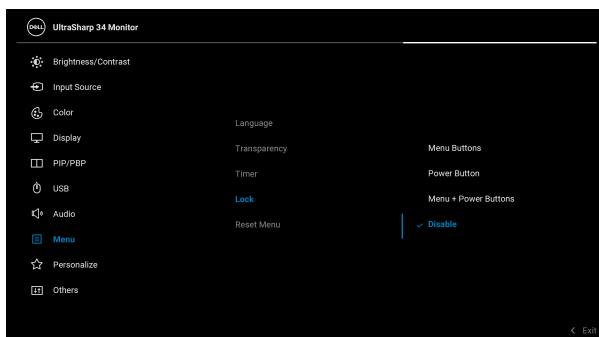 DELL UltraSharp 34 Monitor
Brightness/Contrast
Input Source
Color
Display
PIP/PBP
USB
Audio
Menu
Personalize
Others
Language
Transparency
Timer
Lock
Reset Menu
Menu Buttons
Power Button
Menu + Power Buttons
Disable
Exit